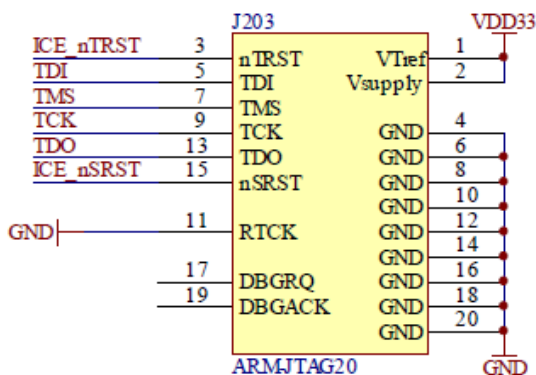 J203
VDD33
ICE_nTRST 3 nTRST VTref 1
TDI 5 TDI Vsupply 2
TMS 7 TMS
TCK 9 TCK GND 4
TDO 13 TDO GND 6
ICE_nSRST 15 nSRST GND 8
GND 10
GND 11 RTCK GND 12
GND 14
17 DBGRQ GND 16
19 DBGACK GND 18
GND 20
ARM-JTAG20
GND